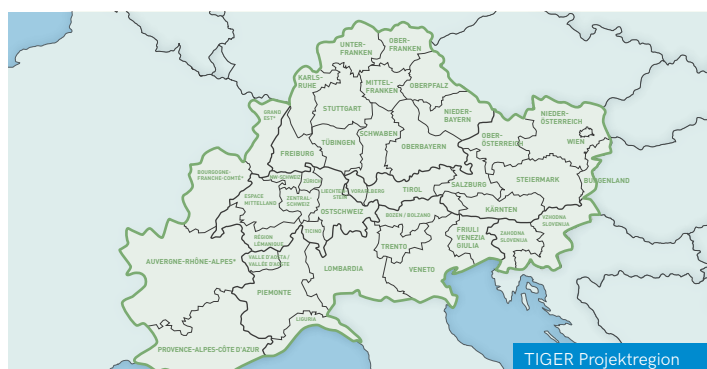 UNTER-
FRANKEN
OBER-
FRANKEN
KARLS-
RUHE
MITTEL-
FRANKEN
OBERPFALZ
GRAND
EST*
STUTTGART
NIEDER-
BAYERN
NIEDER-
ÖSTERREICH
SCHWABEN
OBER-
ÖSTERREICH
WIEN
FREIBURG
TÜBINGEN
OBERBAYERN
BOURGOGNE-
FRANCHE-COMTÉ*
NW-SCHWEIZ
ZÜRICH
STEIERMARK
BURGENLAND
ESPACE
MITTELLAND
ZENTRAL-
SCHWEIZ
LIECHTEN-
STEIN
VORARLBERG
TIROL
SALZBURG
OSTSCHWEIZ
KÄRNTEN
BOZEN / BOLZANO
VZHODNA
SLOVENIJA
RÉGION
LÉMANIQUE
TICINO
TRENTO
FRIULI
VENEZIA
GIULIA
ZAHODNA
SLOVENIJA
AUVERGNE-RHÔNE-ALPES*
VALLE D'AOSTA /
VALLÉE D'AOSTE
LOMBARDIA
VENETO
PIEMONTE
LIGURIA
PROVENCE-ALPES-CÔTE D'AZUR
TIGER Projektregion